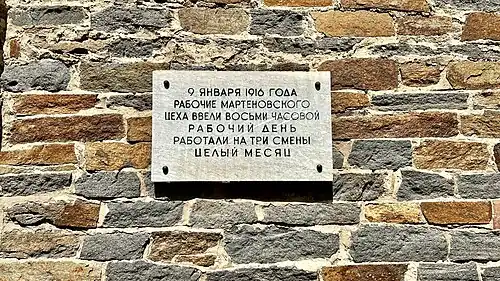 9 ЯНВАРЯ 1916 ГОДА
РАБОЧИЕ МАРТЕНОВСКОГО
ЦЕХА ВВЕЛИ ВОСЬМИ ЧАСОВОЙ
РАБОЧИЙ ДЕНЬ
РАБОТАЛИ НА ТРИ СМЕНЫ
ЦЕЛЫЙ МЕСЯЦ